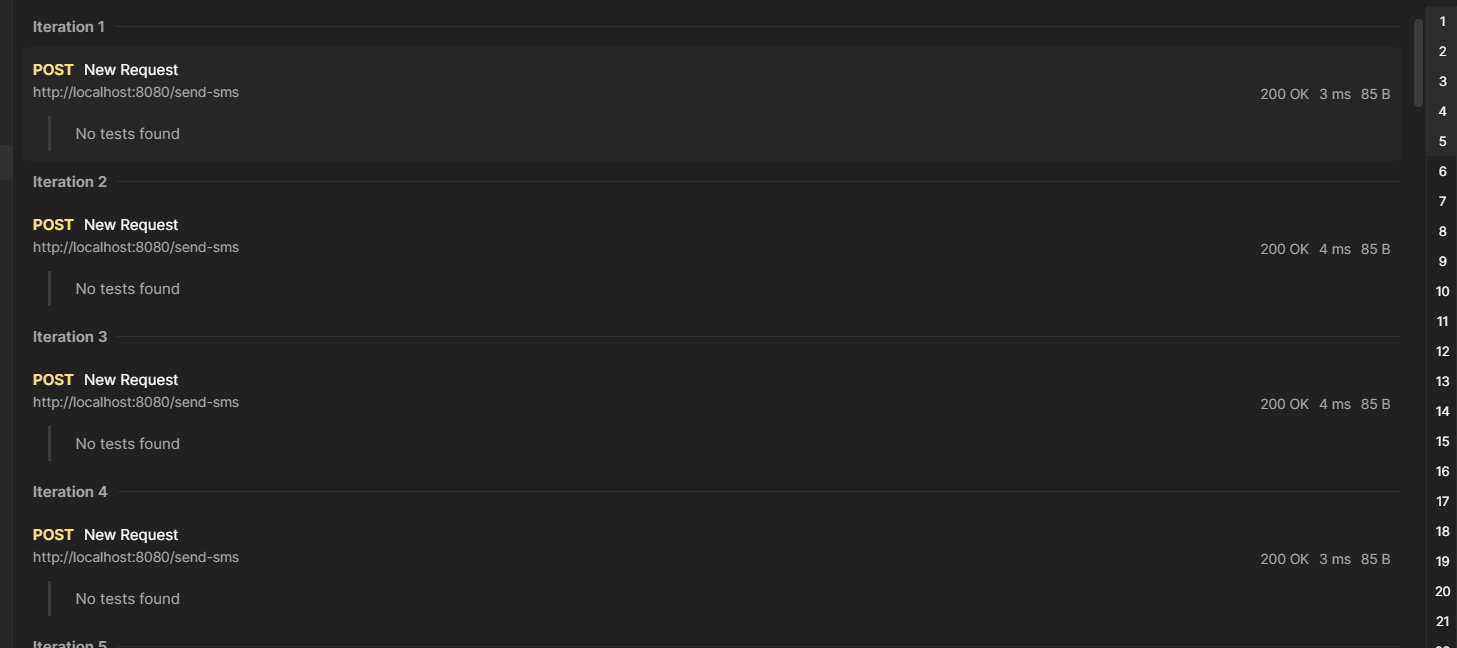 Iteration 1
POST New Request
http://localhost:8080/send-sms
200 OK 3 ms 85 B
No tests found
Iteration 2
POST New Request
http://localhost:8080/send-sms
200 OK 4 ms 85 B
No tests found
Iteration 3
POST New Request
http://localhost:8080/send-sms
200 OK 4 ms 85 B
No tests found
Iteration 4
POST New Request
http://localhost:8080/send-sms
200 OK 3 ms 85 B
No tests found
Iteration 5
1
2
3
4
5
6
7
8
9
10
11
12
13
14
15
16
17
18
19
20
21